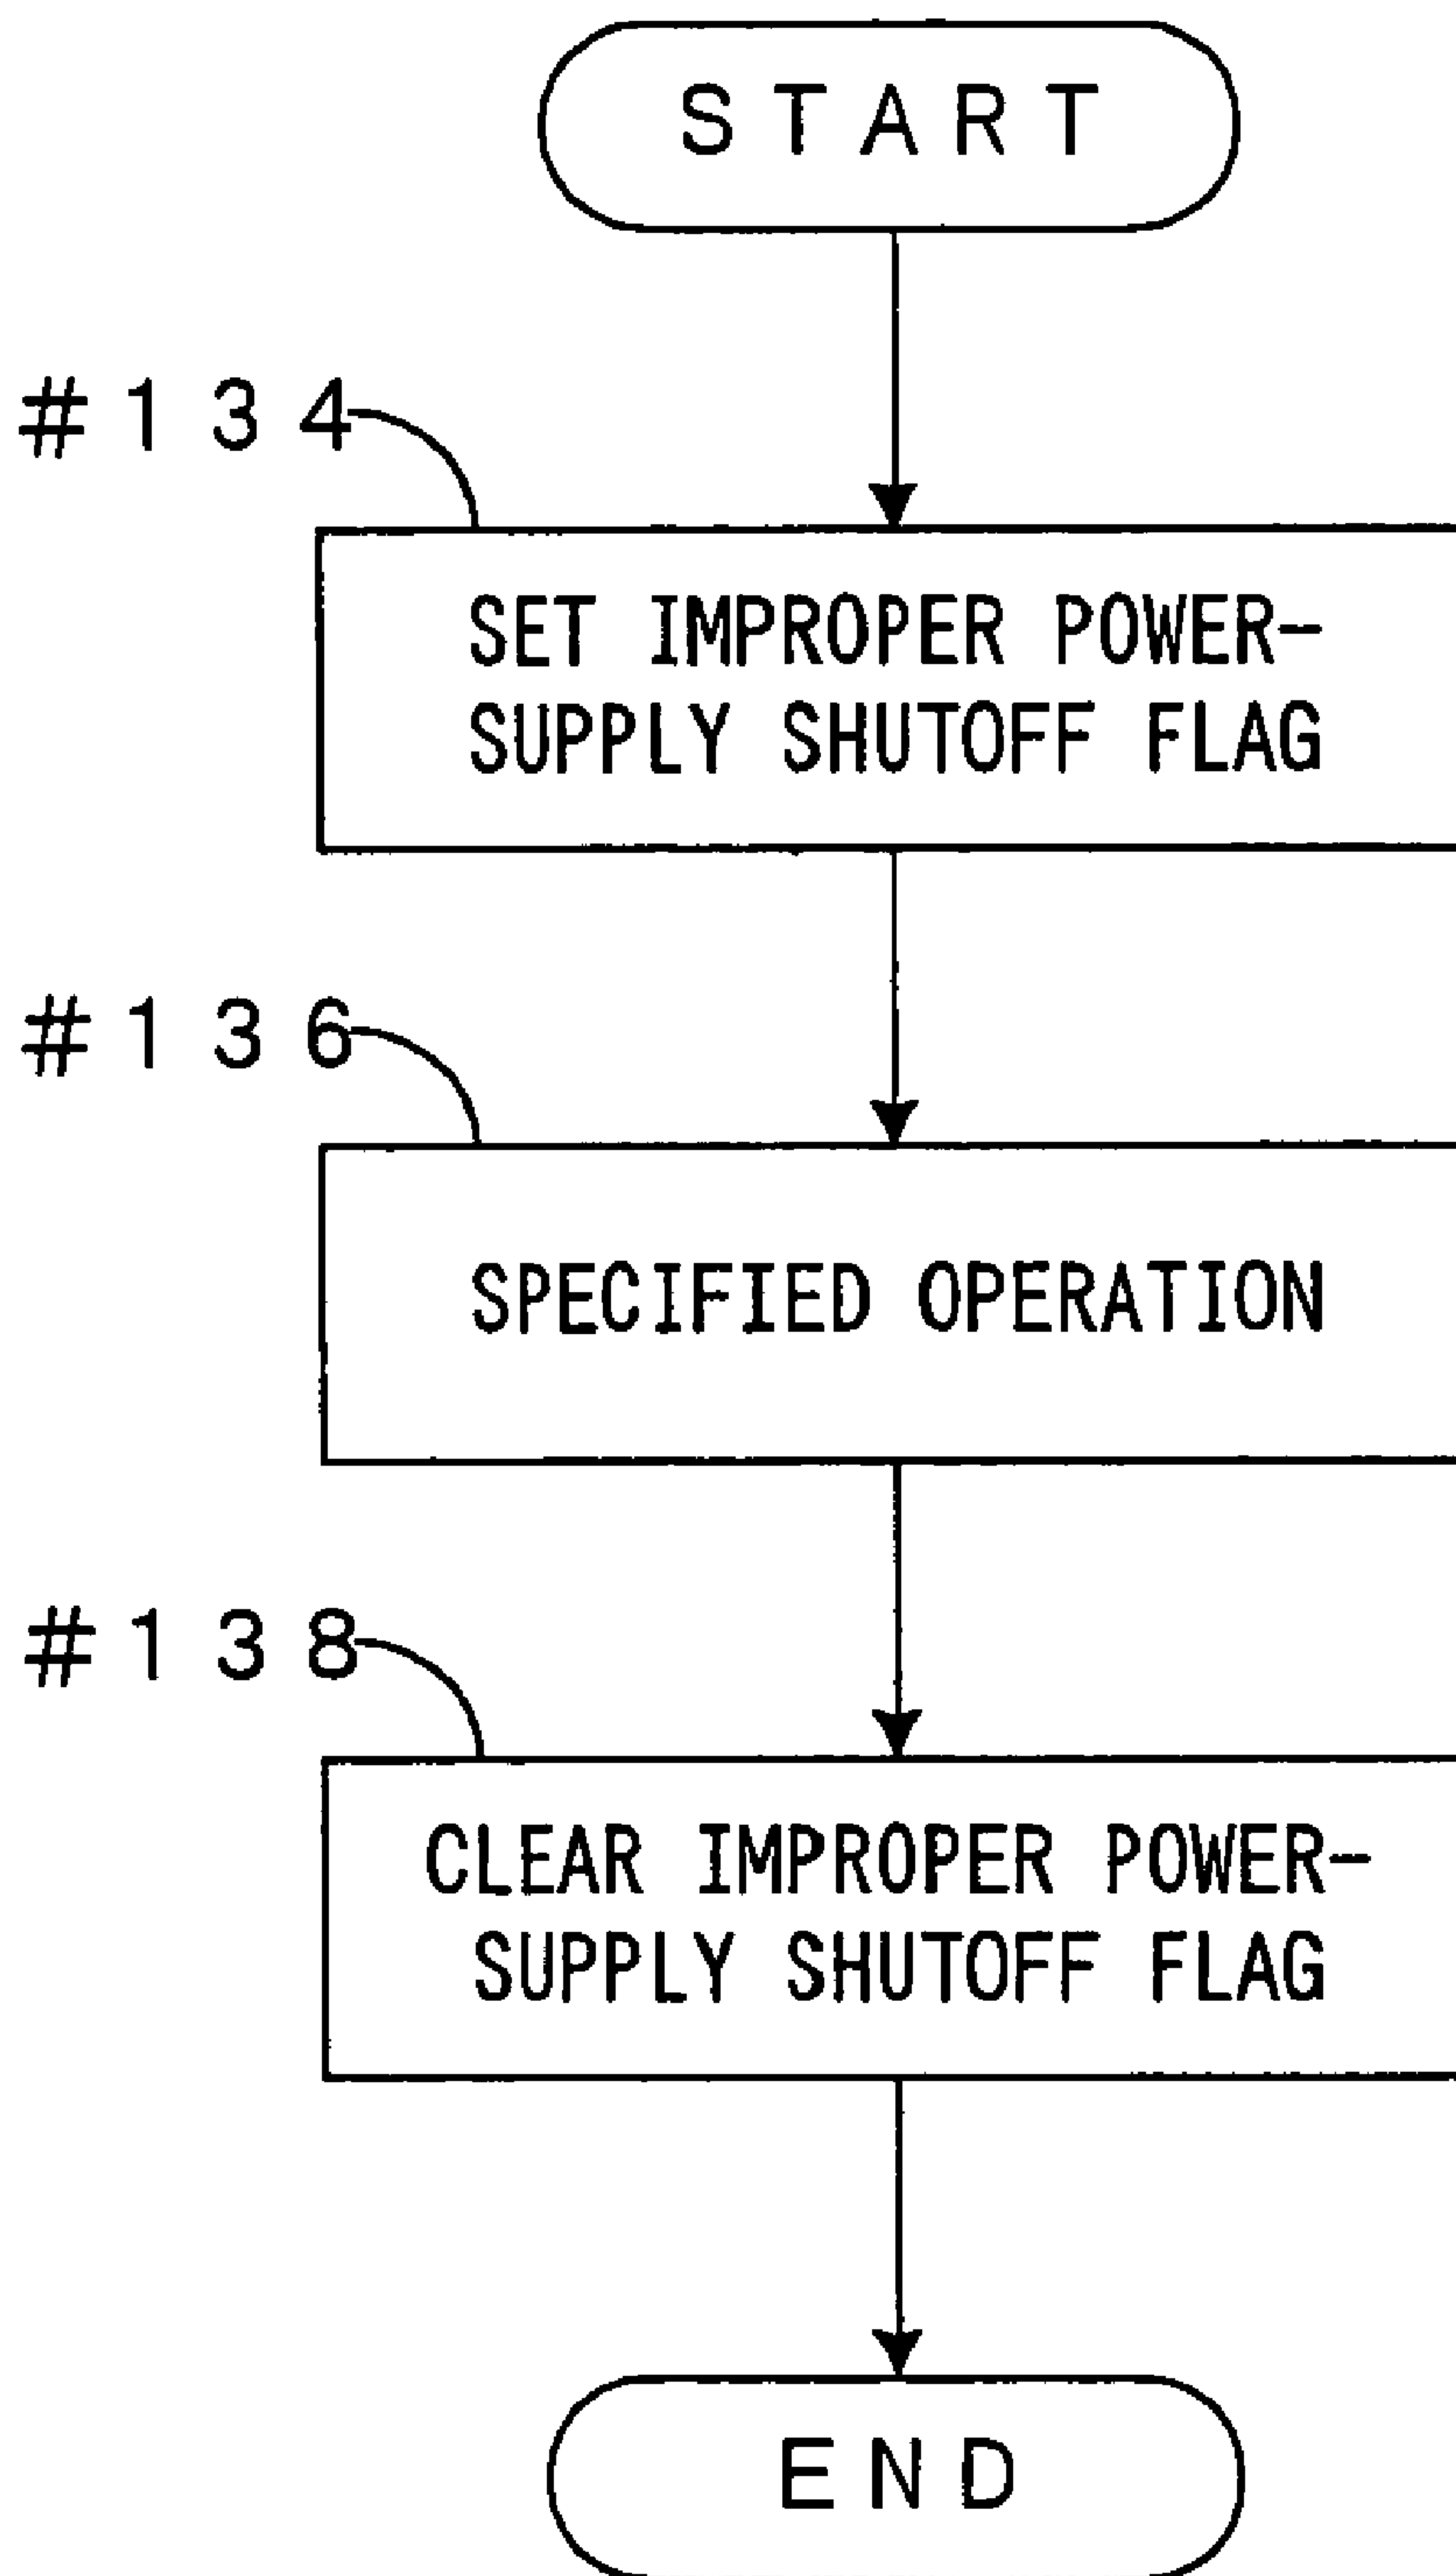 START
#134
SET IMPROPER POWER-
SUPPLY SHUTOFF FLAG
#136
SPECIFIED OPERATION
#138
CLEAR IMPROPER POWER-
SUPPLY SHUTOFF FLAG
END